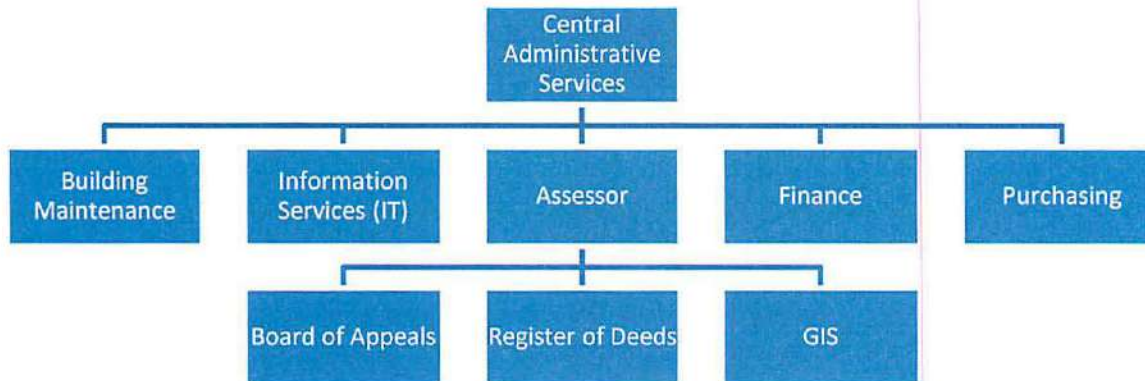 Central
Administrative
Services
Building
Maintenance
Information
Services (IT)
Assessor
Finance
Purchasing
Board of Appeals
Register of Deeds
GIS